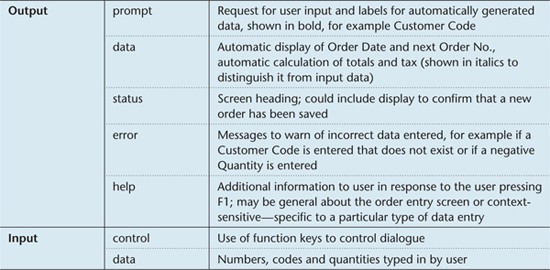 Output prompt Request for user input and labels for automatically generated
data, shown in bold, for example Customer Code
data Automatic display of Order Date and next Order No.,
automatic calculation of totals and tax (shown in italics to
distinguish it from input data)
status Screen heading; could include display to confirm that a new
order has been saved
error Messages to warn of incorrect data entered, for example if a
Customer Code is entered that does not exist or if a negative
Quantity is entered
help Additional information to user in response to the user pressing
F1; may be general about the order entry screen or context-
sensitive—specific to a particular type of data entry
Input control Use of function keys to control dialogue
data Numbers, codes and quantities typed in by user